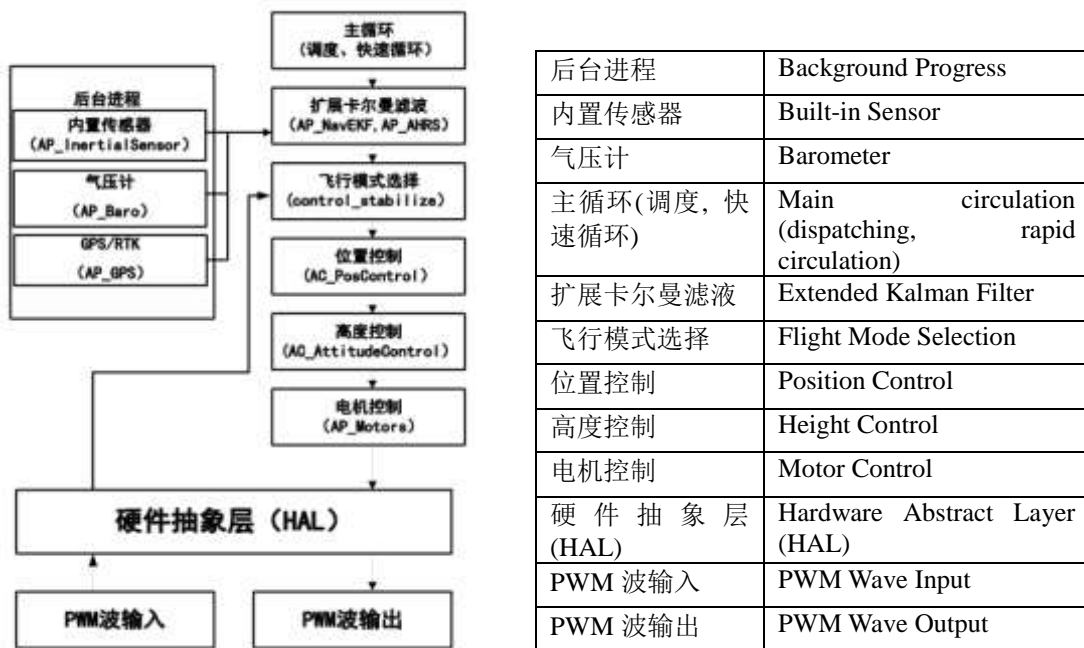 主循环
(调度、快速循环)
后台进程
内置传感器
(AP_InertialSensor)
气压计
(AP_Baro)
GPS/RTK
(AP_GPS)
扩展卡尔曼滤波
(AP_NavEKF,AP_AHRS)
飞行模式选择
(control_stabilize)
位置控制
(AC_PosControl)
高度控制
(AC_AttitudeControl)
电机控制
(AP_Motors)
硬件抽象层(HAL)
PWM波输入
PWM波输出
后台进程 Background Progress
内置传感器 Built-in Sensor
气压计 Barometer
主循环(调度, 快
速循环)
Main circulation
(dispatching, rapid
circulation)
扩展卡尔曼滤液 Extended Kalman Filter
飞行模式选择 Flight Mode Selection
位置控制 Position Control
高度控制 Height Control
电机控制 Motor Control
硬件抽象层
(HAL)
Hardware Abstract Layer
(HAL)
PWM 波输入 PWM Wave Input
PWM 波输出 PWM Wave Output